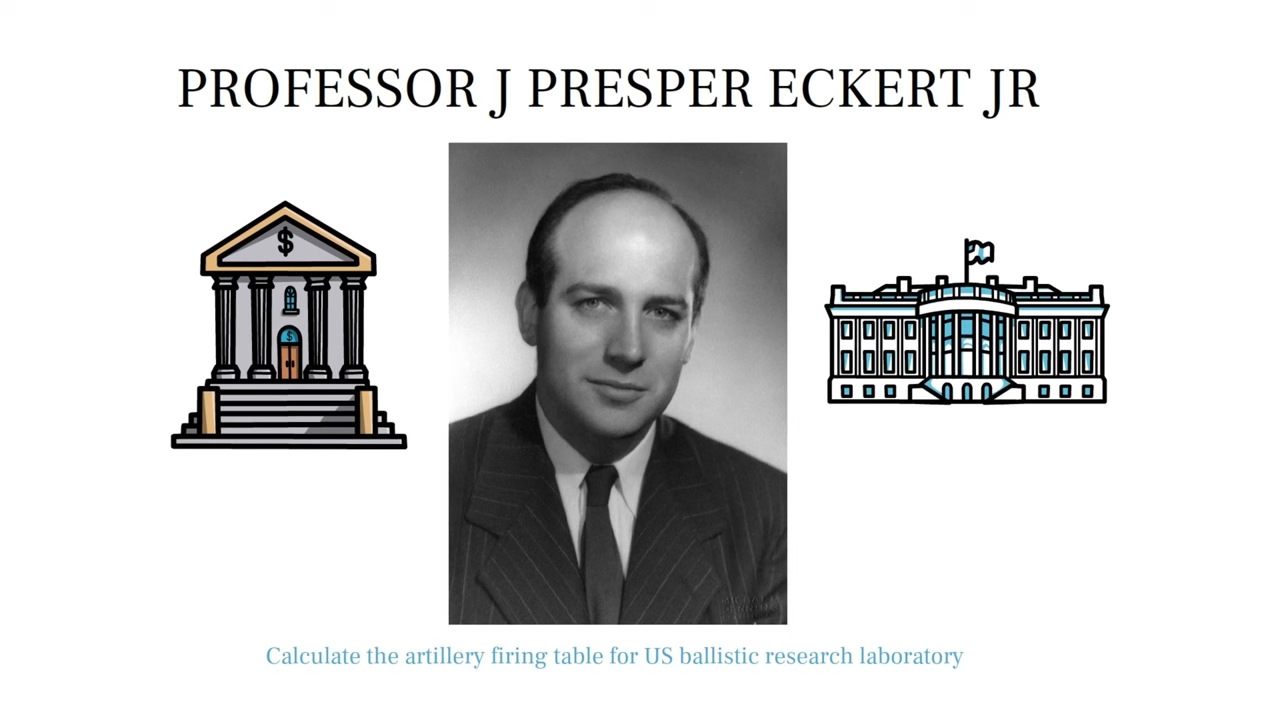 PROFESSOR J PRESPER ECKERT JR
$
$
Calculate the artillery firing table for US ballistic research laboratory